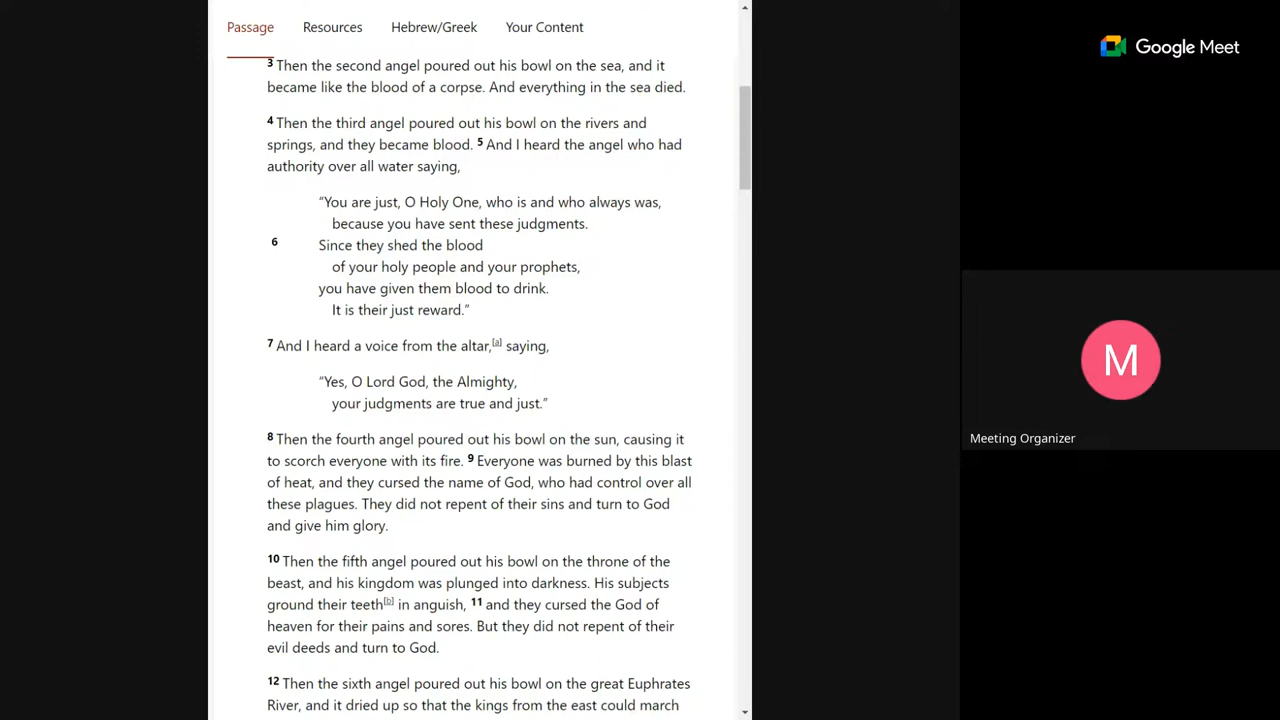 Passage Resources Hebrew/Greek Your Content
3 Then the second angel poured out his bowl on the sea, and it
became like the blood of a corpse. And everything in the sea died.
4 Then the third angel poured out his bowl on the rivers and
springs, and they became blood. 5 And I heard the angel who had
authority over all water saying,
“You are just, O Holy One, who is and who always was,
because you have sent these judgments.
6 Since they shed the blood
of your holy people and your prophets,
you have given them blood to drink.
It is their just reward.”
7 And I heard a voice from the altar,[a] saying,
“Yes, O Lord God, the Almighty,
your judgments are true and just.”
8 Then the fourth angel poured out his bowl on the sun, causing it
to scorch everyone with its fire. 9 Everyone was burned by this blast
of heat, and they cursed the name of God, who had control over all
these plagues. They did not repent of their sins and turn to God
and give him glory.
10 Then the fifth angel poured out his bowl on the throne of the
beast, and his kingdom was plunged into darkness. His subjects
ground their teeth[b] in anguish, 11 and they cursed the God of
heaven for their pains and sores. But they did not repent of their
evil deeds and turn to God.
12 Then the sixth angel poured out his bowl on the great Euphrates
River, and it dried up so that the kings from the east could march
Google Meet
M
Meeting Organizer